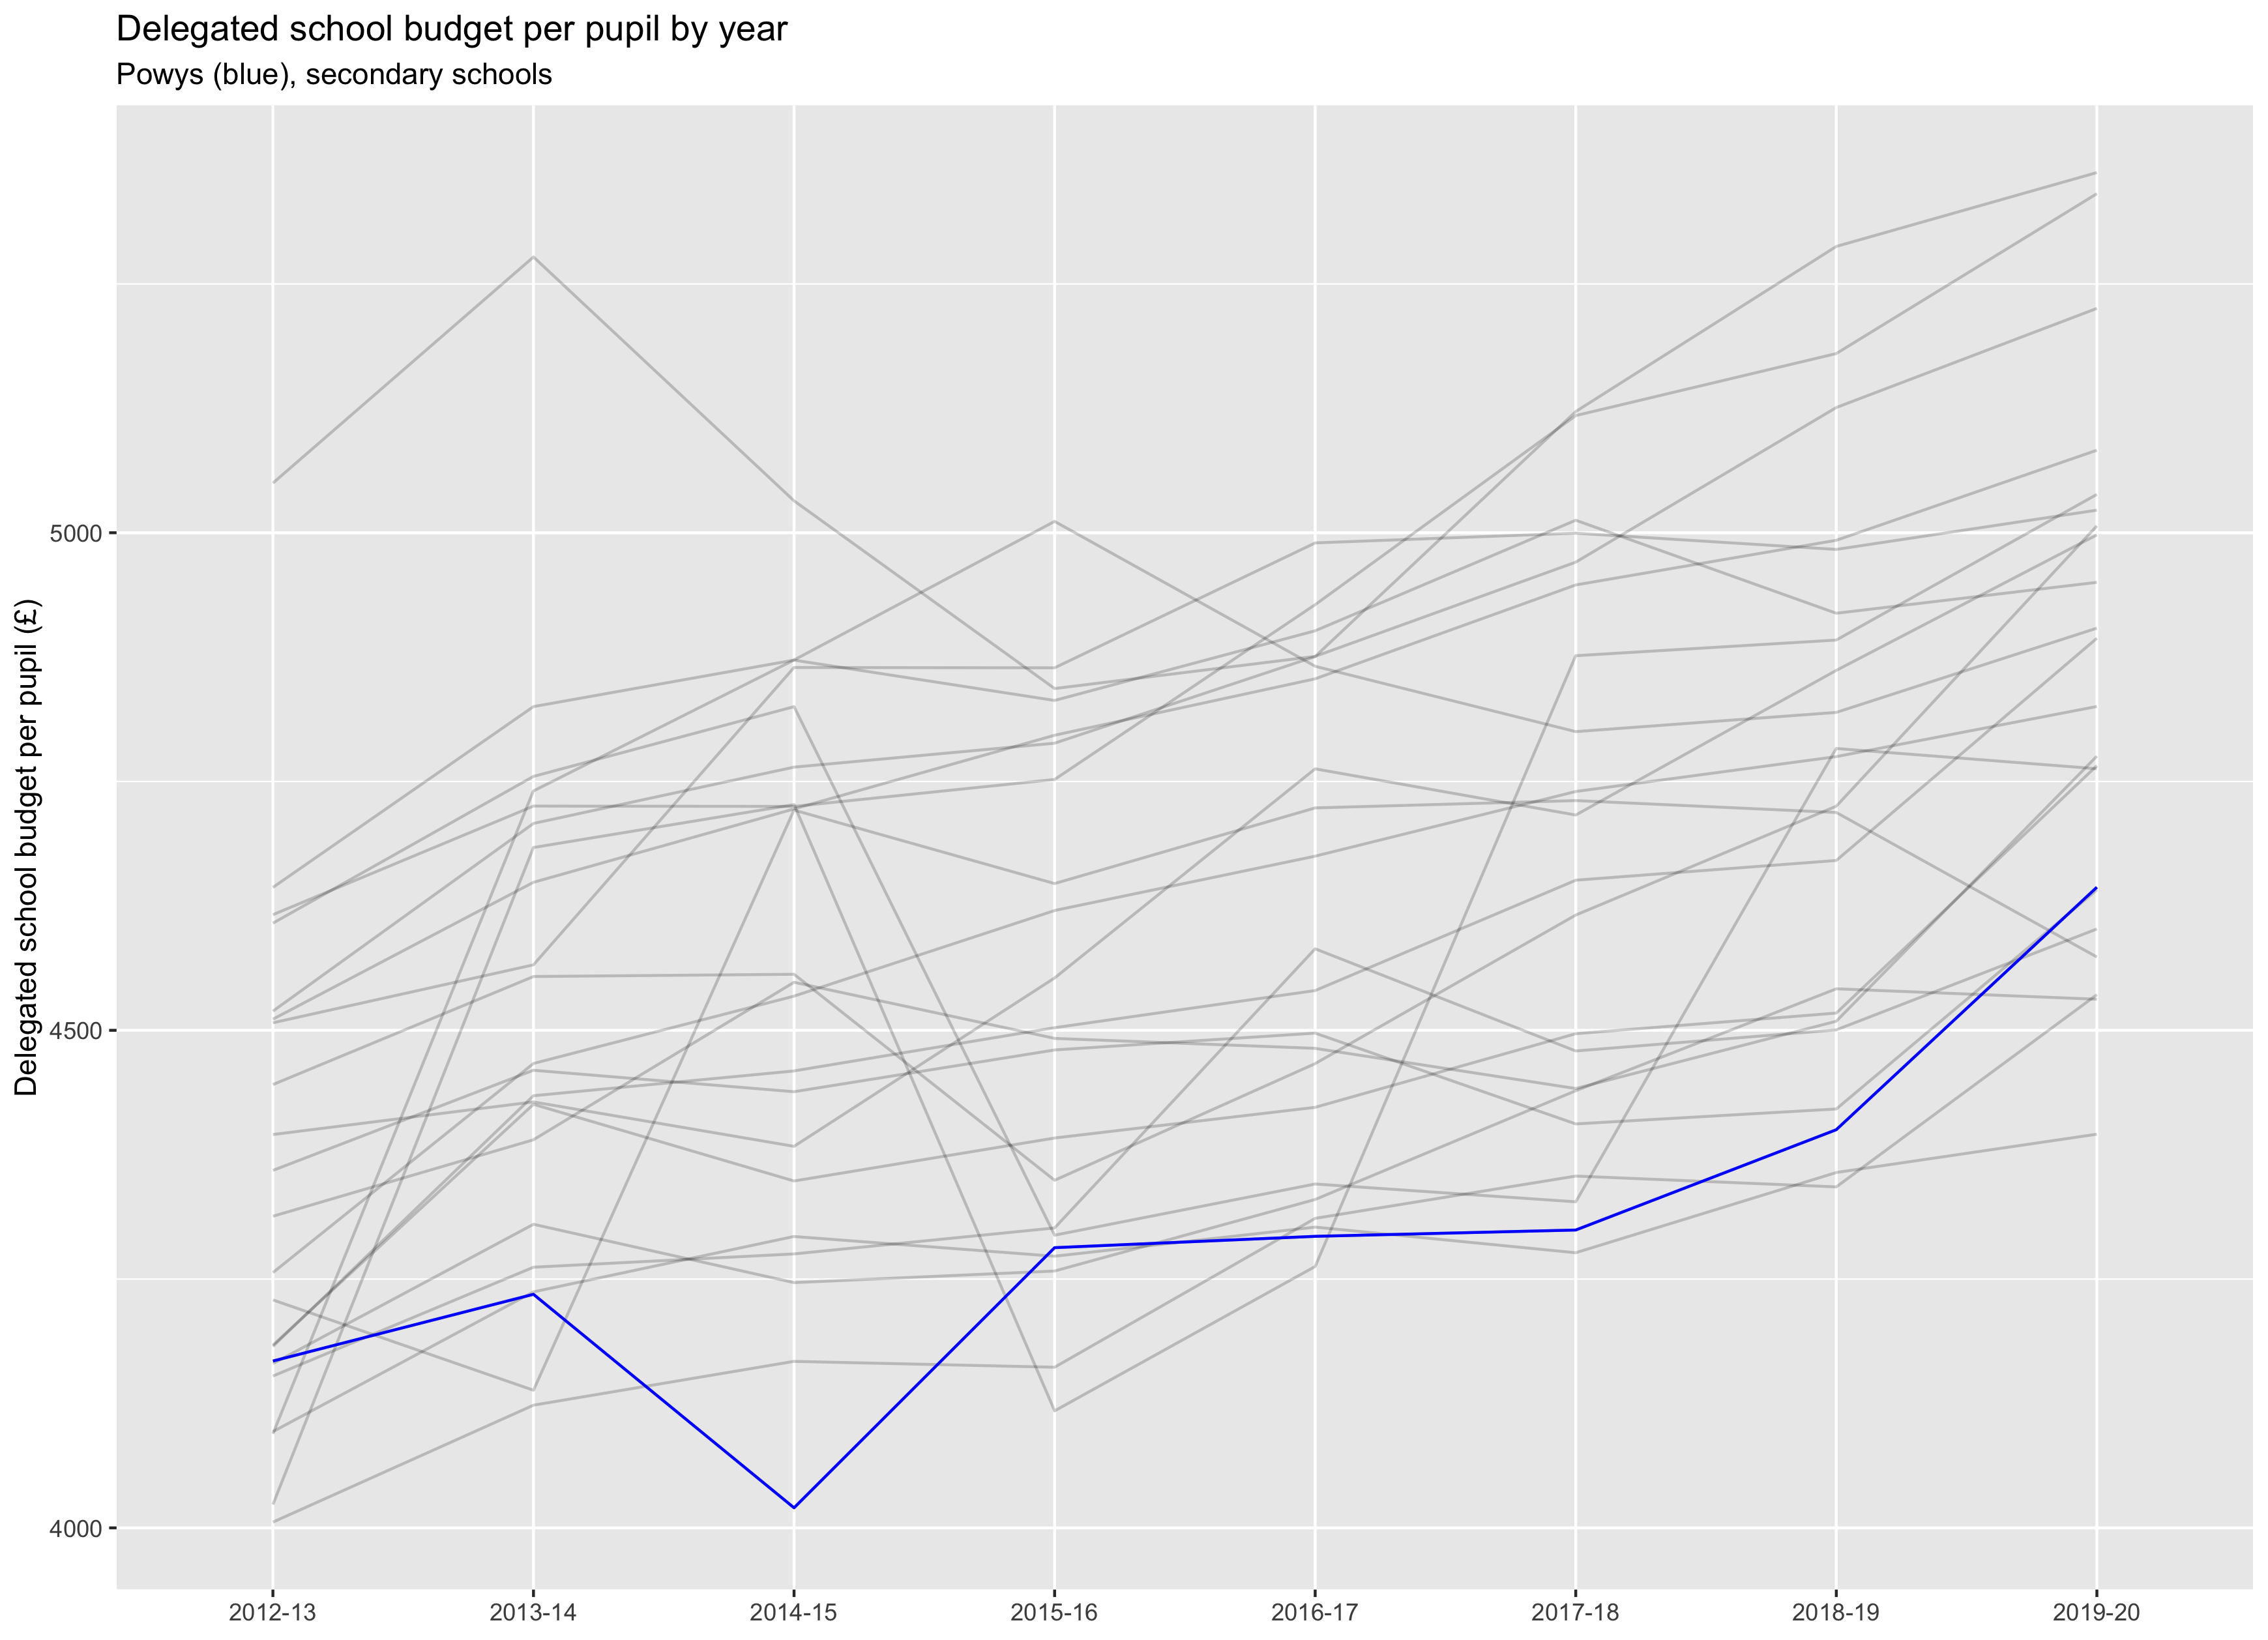 Delegated school budget per pupil by year
Powys (blue), secondary schools
Delegated school budget per pupil (£)
5000
4500
4000
2012-13 2013-14 2014-15 2015-16 2016-17 2017-18 2018-19 2019-20